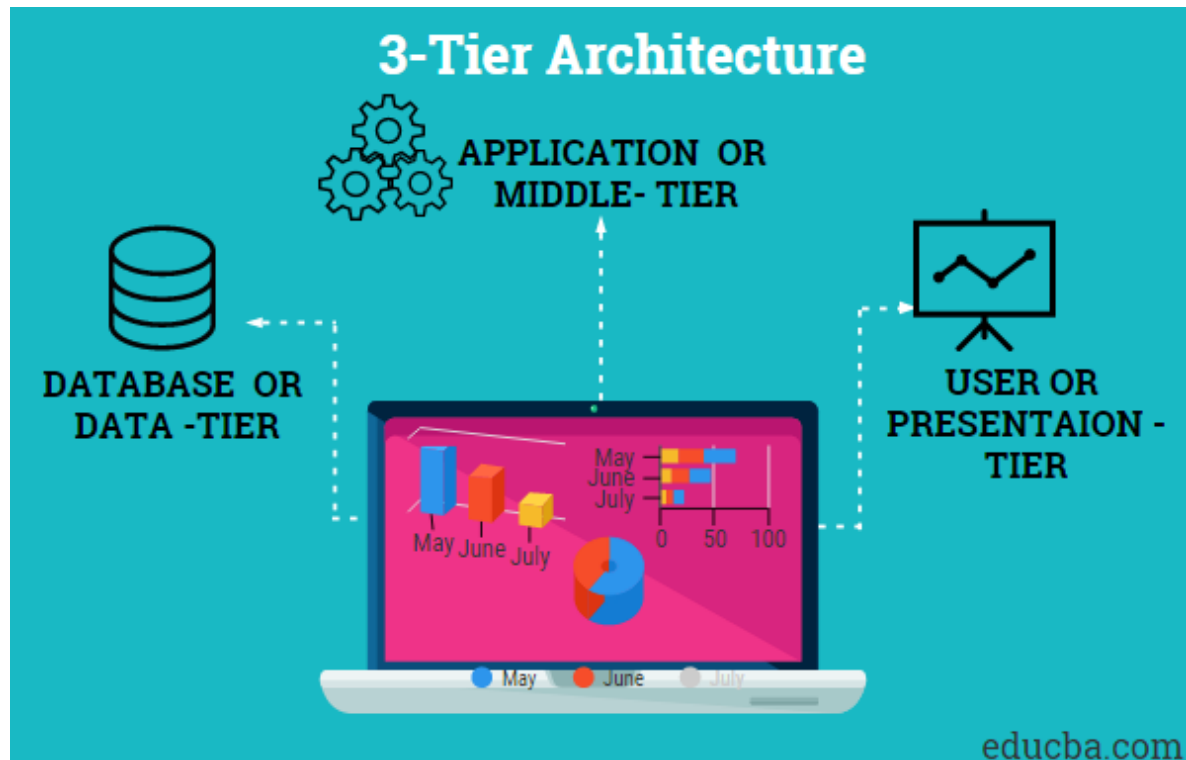 3-Tier Architecture
APPLICATION OR
MIDDLE- TIER
DATABASE OR
DATA -TIER
USER OR
PRESENTAION -
TIER
May
June
July
May
June
July
0 50 100
May June July
educba.com